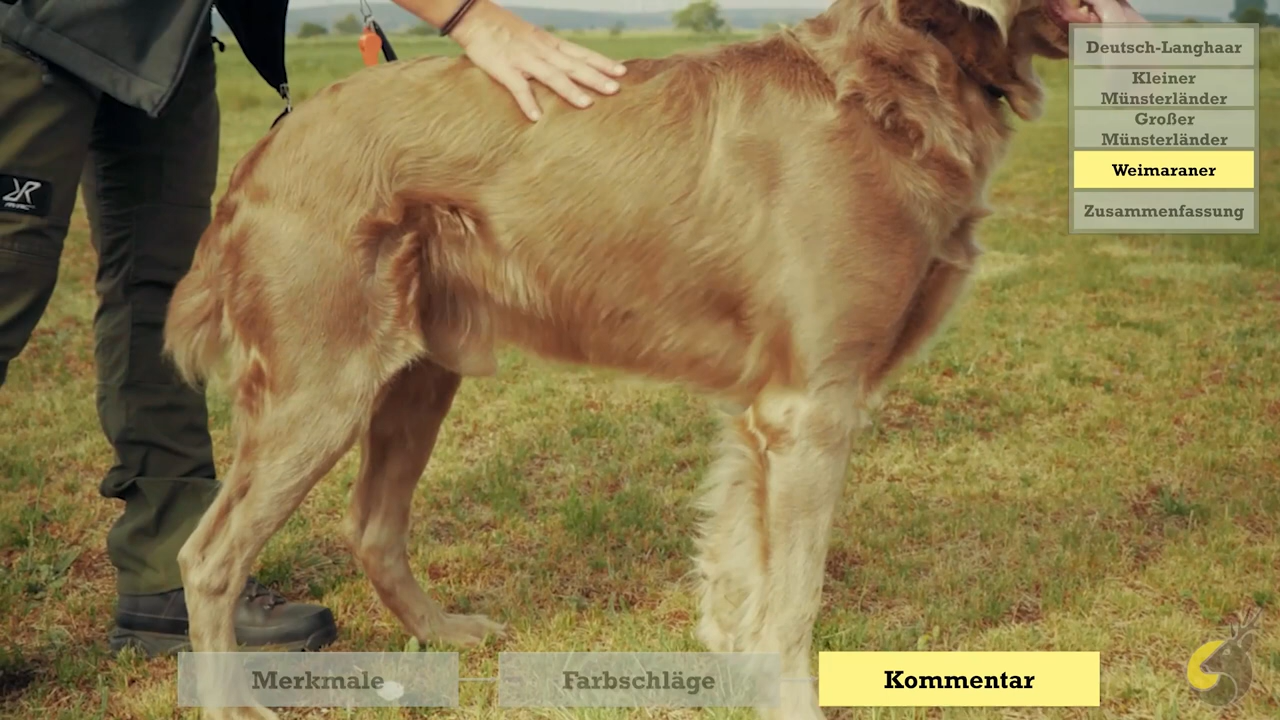 Deutsch-Langhaar
Kleiner
Münsterländer
Großer
Münsterländer
Weimaraner
Zusammenfassung
Merkmale
Farbschläge
Kommentar